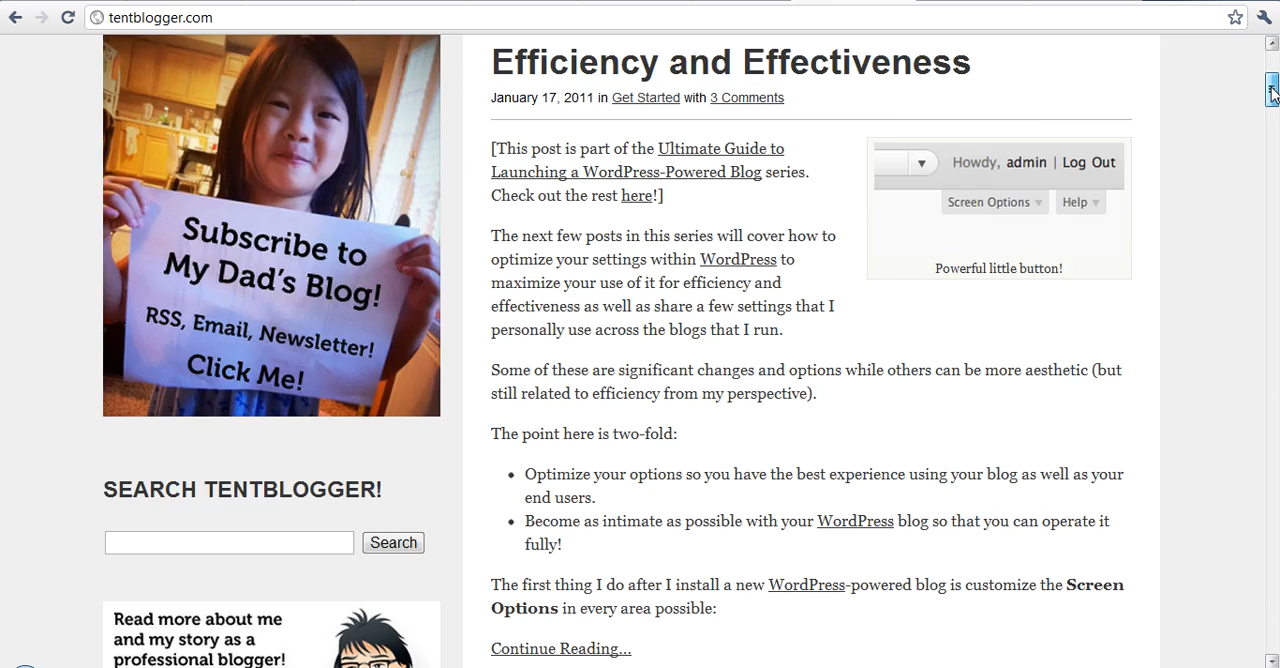 tentblogger.com
Subscribe to
My Dad's Blog!
RSS, Email, Newsletter!
Click Me!
SEARCH TENTBLOGGER!
Search
Read more about me
and my story as a
professional blogger!
Efficiency and Effectiveness
January 17, 2011 in Get Started with 3 Comments
[This post is part of the Ultimate Guide to
Launching a WordPress-Powered Blog series.
Check out the rest here!]
Howdy, admin | Log Out
Screen Options Help
Powerful little button!
The next few posts in this series will cover how to
optimize your settings within WordPress to
maximize your use of it for efficiency and
effectiveness as well as share a few settings that I
personally use across the blogs that I run.
Some of these are significant changes and options while others can be more aesthetic (but
still related to efficiency from my perspective).
The point here is two-fold:
• Optimize your options so you have the best experience using your blog as well as your
end users.
• Become as intimate as possible with your WordPress blog so that you can operate it
fully!
The first thing I do after I install a new WordPress-powered blog is customize the Screen
Options in every area possible:
Continue Reading...